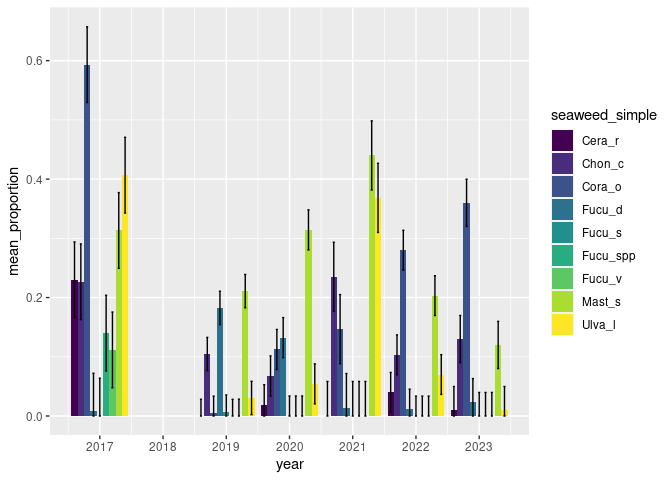 0.6
0.4
0.2
0.0
mean_proportion
2017 2018 2019 2020 2021 2022 2023
year
seaweed_simple
Cera_r
Chon_c
Cora_o
Fucu_d
Fucu_s
Fucu_spp
Fucu_v
Mast_s
Ulva_l